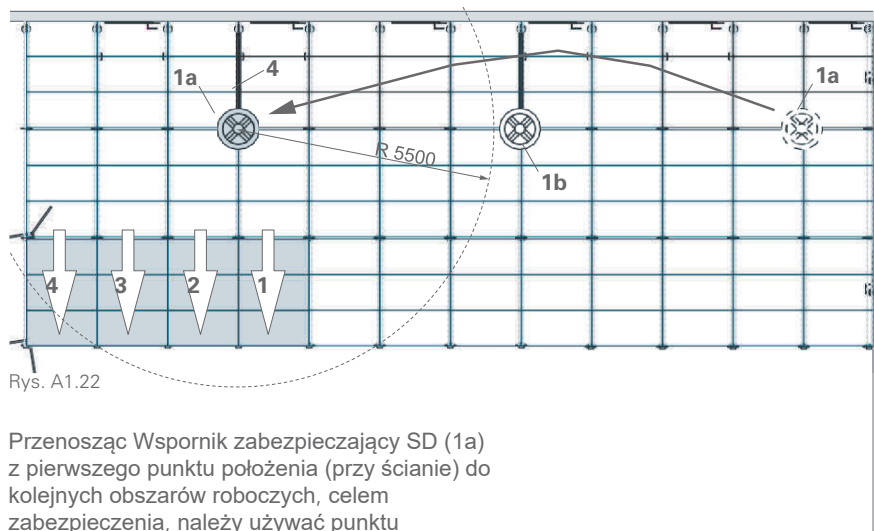 1a
4
1a
R 5500
1b
4
3
2
1
Rys. A1.22
Przenosząc Wspornik zabezpieczający SD (1a)
z pierwszego punktu położenia (przy ścianie) do
kolejnych obszarów roboczych, celem
zabezpieczenia, należy używać punktu